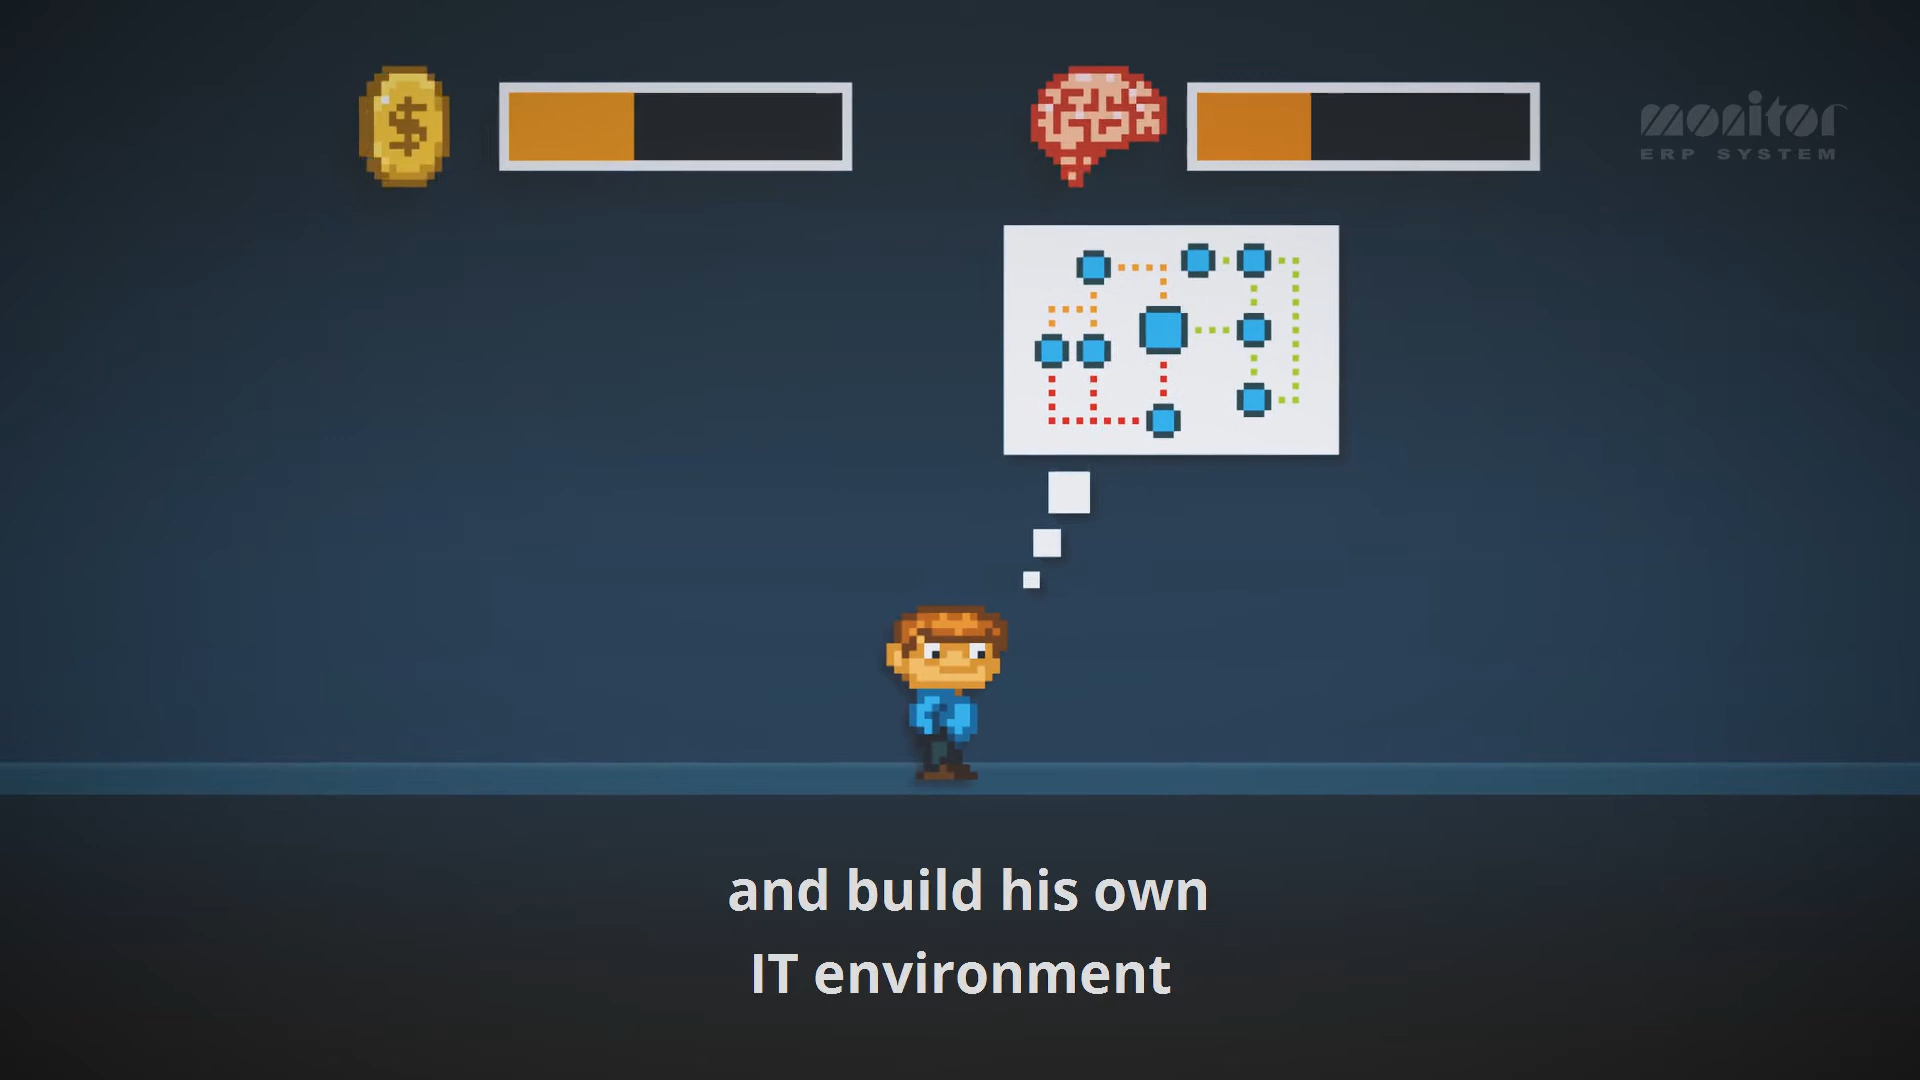 $
monitor
ERP SYSTEM
and build his own
IT environment